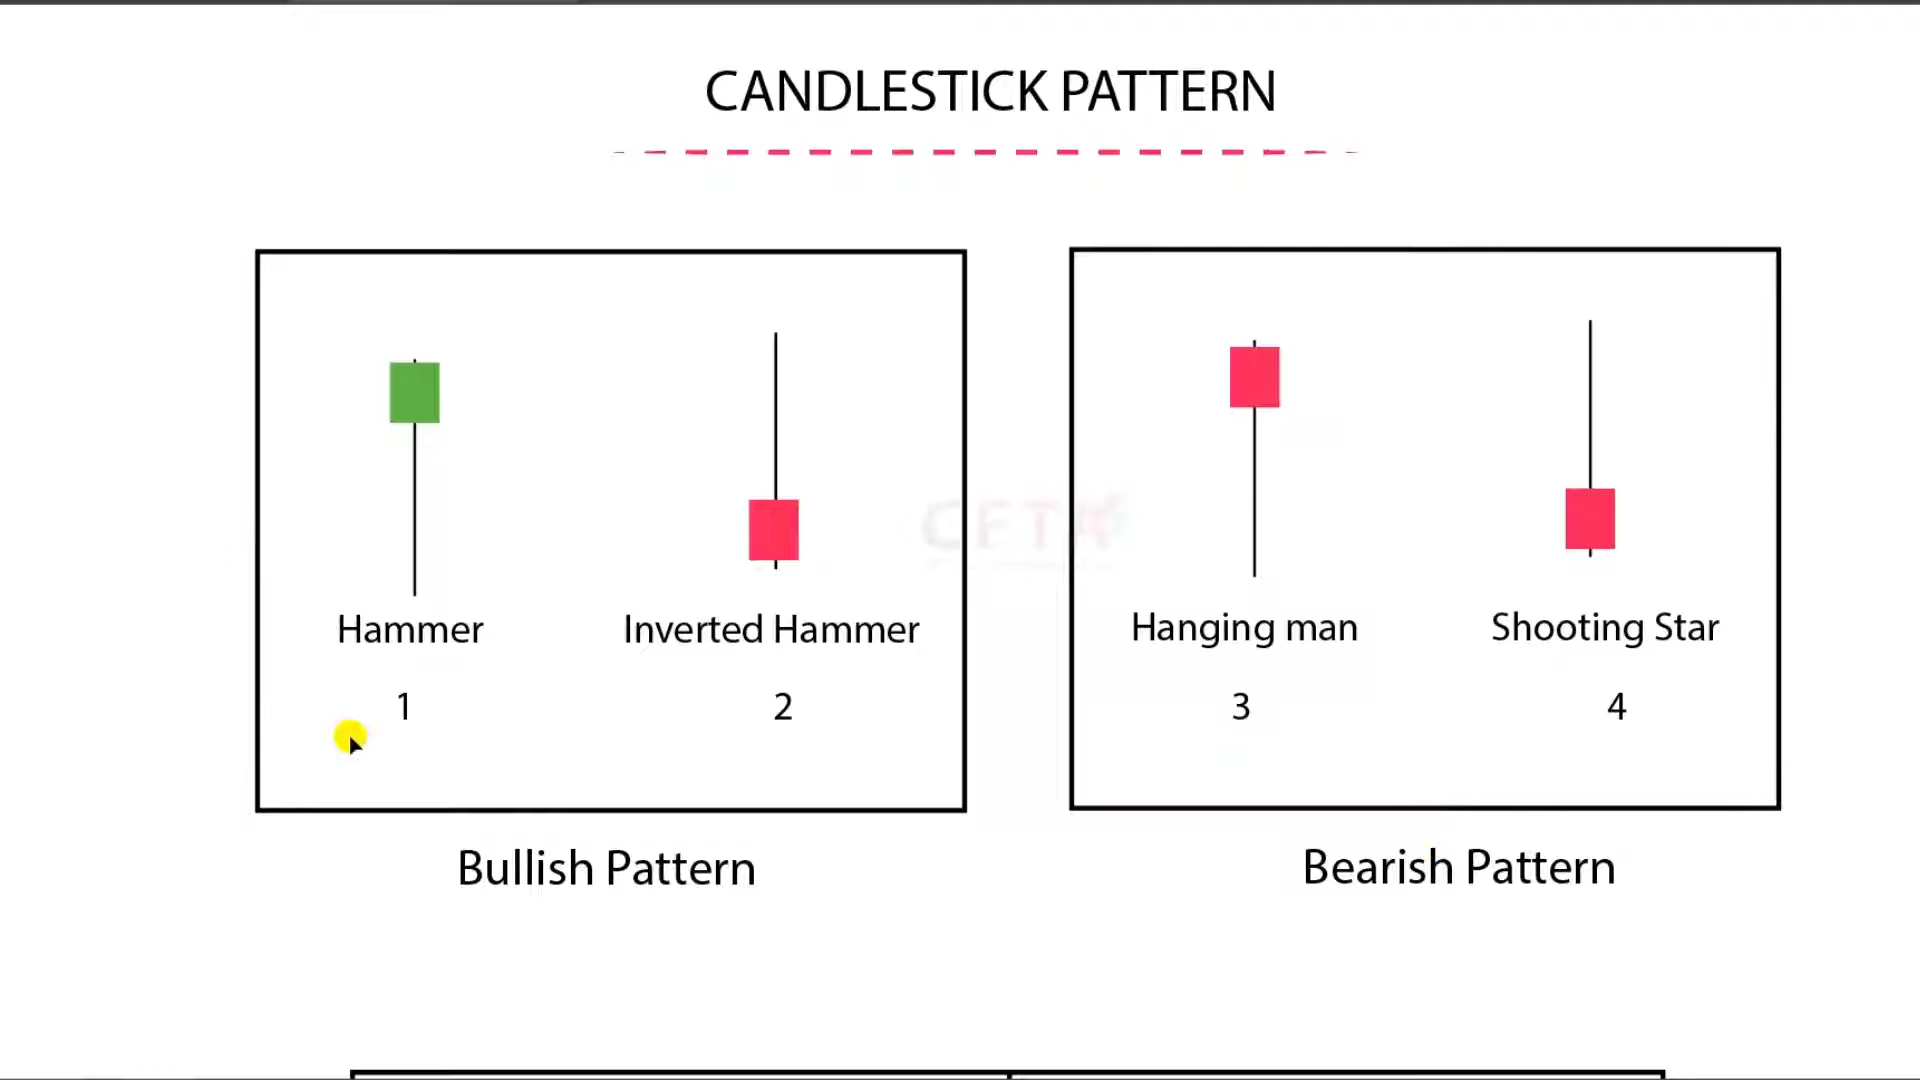 CANDLESTICK PATTERN
Hammer
Inverted Hammer
1
2
Bullish Pattern
Hanging man
Shooting Star
3
4
Bearish Pattern